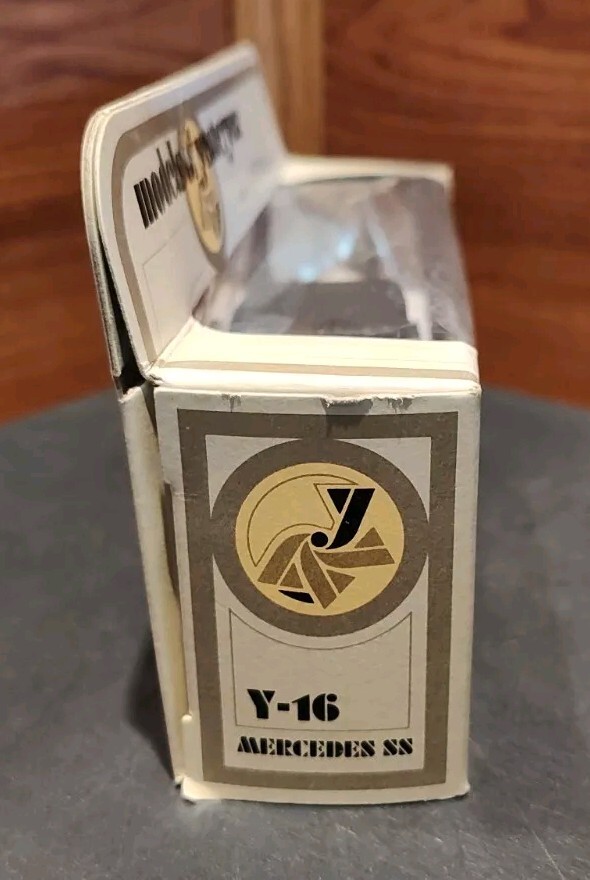 models of yesteryear
y
Y-16
MERCEDES SS